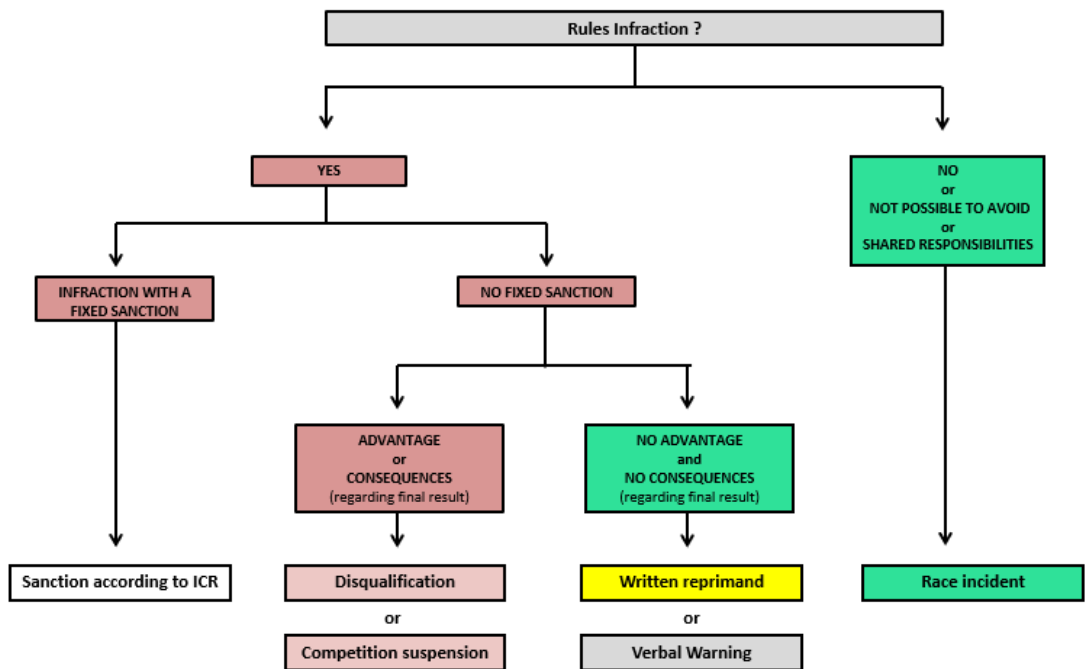 Rules Infraction ?
YES
NO
or
NOT POSSIBLE TO AVOID
or
SHARED RESPONSIBILITIES
INFRACTION WITH A
FIXED SANCTION
NO FIXED SANCTION
ADVANTAGE
or
CONSEQUENCES
(regarding final result)
NO ADVANTAGE
and
NO CONSEQUENCES
(regarding final result)
Sanction according to ICR
Disqualification
or
Competition suspension
Written reprimand
or
Verbal Warning
Race incident